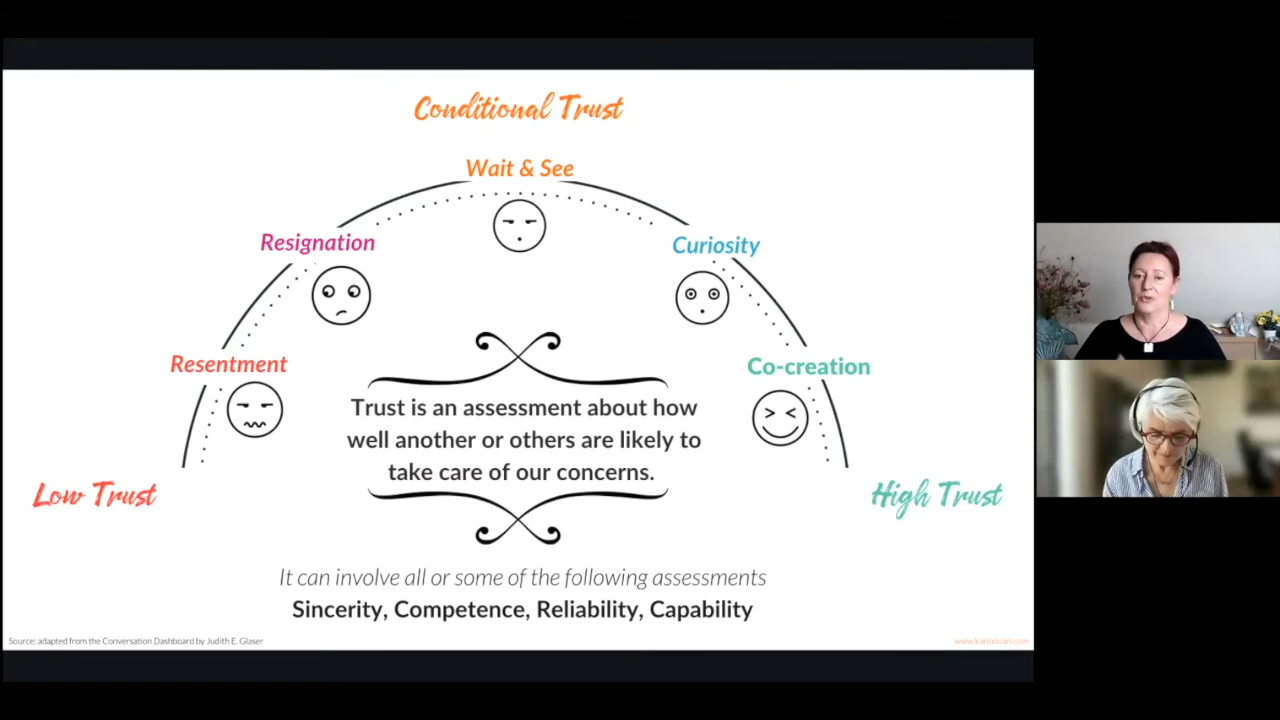 Conditional Trust
Wait & See
Resignation
Curiosity
Resentment
Co-creation
Trust is an assessment about how
well another or others are likely to
take care of our concerns.
Low Trust
High Trust
It can involve all or some of the following assessments
Sincerity, Competence, Reliability, Capability
Source: adapted from the Conversation Dashboard by Judith E. Glaser